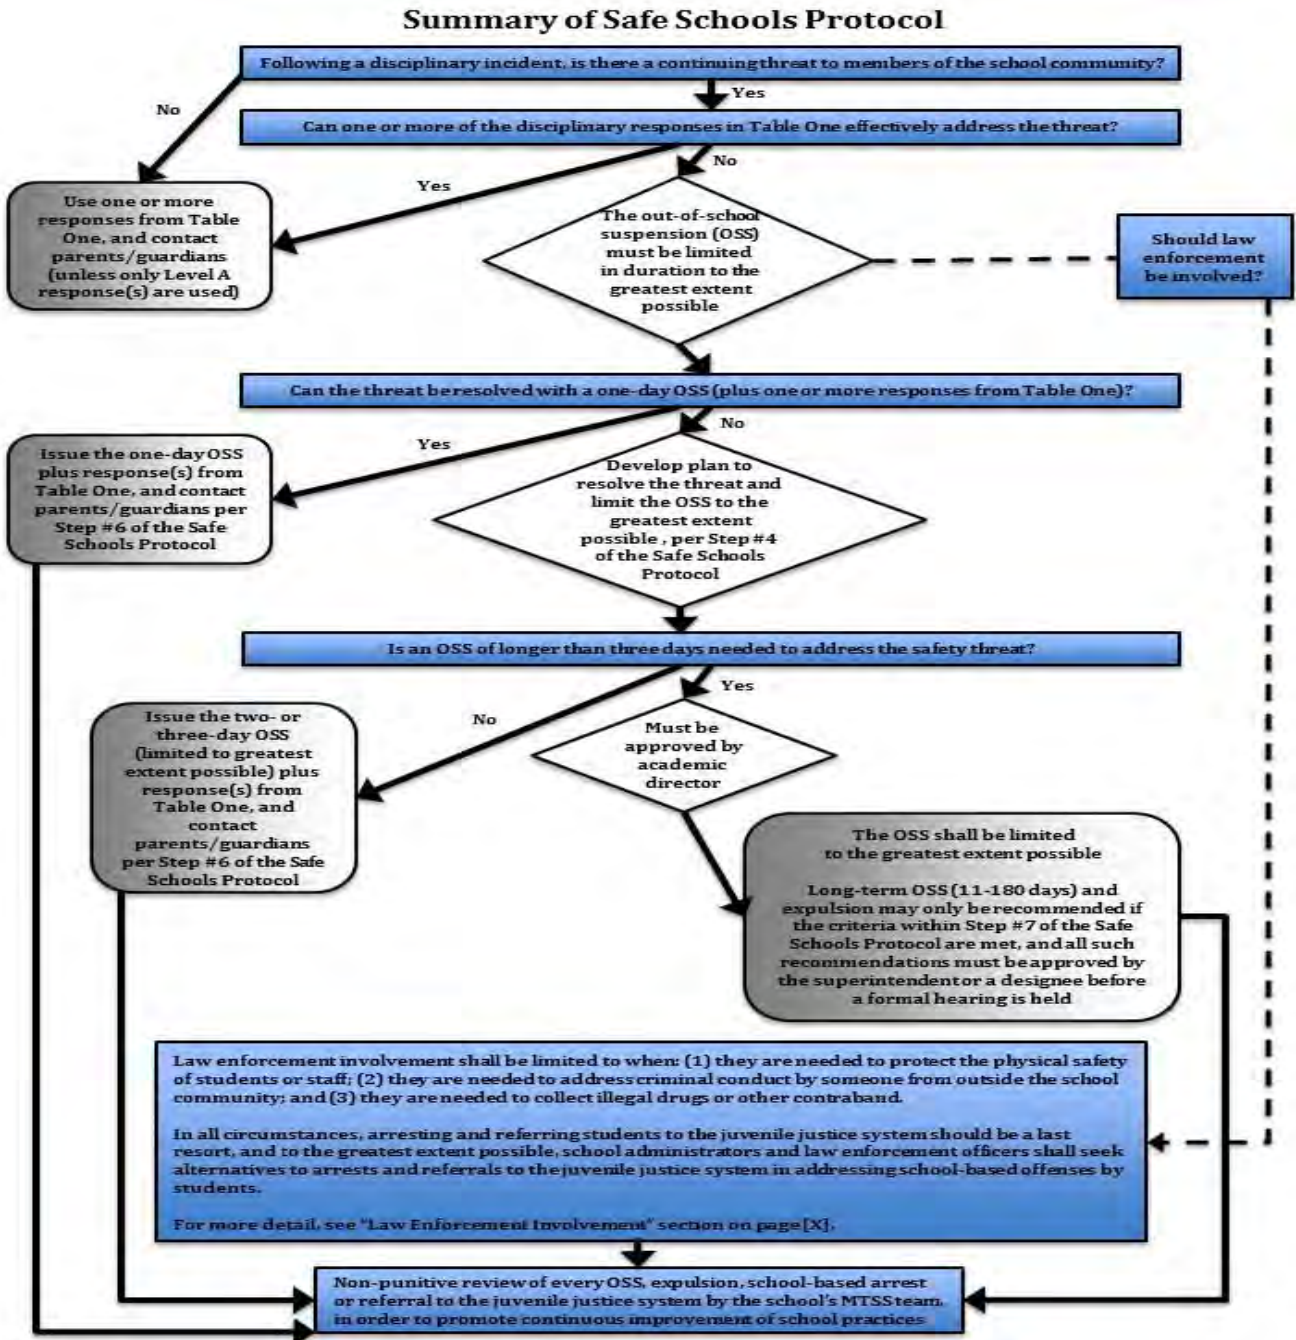 Summary of Safe Schools Protocol
Following a disciplinary incident, is there a continuing threat to members of the school community?
No
Yes
Can one or more of the disciplinary responses in Table One effectively address the threat?
Yes
No
Use one or more
responses from Table
One, and contact
parents/guardians
(unless only Level A
response(s) are used)
The out-of-school
suspension (OSS)
must be limited
in duration to the
greatest extent
possible
Should law
enforcement
be involved?
Can the threat be resolved with a one-day OSS (plus one or more responses from Table One)?
Yes
No
Issue the one-day OSS
plus response(s) from
Table One, and contact
parents/guardians per
Step #6 of the Safe
Schools Protocol
Develop plan to
resolve the threat and
limit the OSS to the
greatest extent
possible , per Step #4
of the Safe Schools
Protocol
Is an OSS of longer than three days needed to address the safety threat?
No
Yes
Issue the two- or
three-day OSS
(limited to greatest
extent possible) plus
response(s) from
Table One, and
contact
parents/guardians
per Step #6 of the Safe
Schools Protocol
Must be
approved by
academic
director
The OSS shall be limited
to the greatest extent possible
Long-term OSS (11-180 days) and
expulsion may only be recommended if
the criteria within Step #7 of the Safe
Schools Protocol are met, and all such
recommendations must be approved by
the superintendent or a designee before
a formal hearing is held
Law enforcement involvement shall be limited to when: (1) they are needed to protect the physical safety
of students or staff; (2) they are needed to address criminal conduct by someone from outside the school
community; and (3) they are needed to collect illegal drugs or other contraband.
In all circumstances, arresting and referring students to the juvenile justice system should be a last
resort, and to the greatest extent possible, school administrators and law enforcement officers shall seek
alternatives to arrests and referrals to the juvenile justice system in addressing school-based offenses by
students.
For more detail, see "Law Enforcement Involvement" section on page [X].
Non-punitive review of every OSS, expulsion, school-based arrest
or referral to the juvenile justice system by the school's MTSS team,
in order to promote continuous improvement of school practices